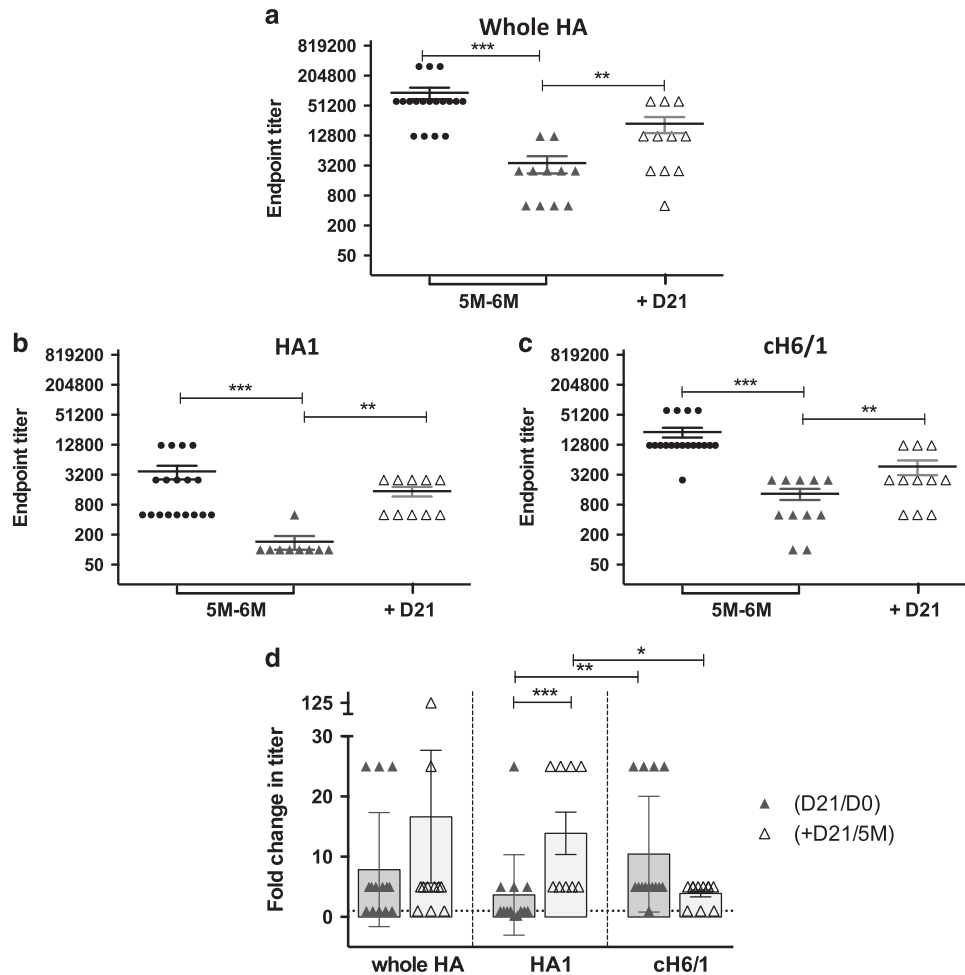 a
Whole HA
819200
204800
51200
12800
3200
800
200
50
Endpoint titer
***
**
5M-6M
+ D21
b
HA1
819200
204800
51200
12800
3200
800
200
50
Endpoint titer
***
**
5M-6M
+ D21
c
cH6/1
819200
204800
51200
12800
3200
800
200
50
Endpoint titer
***
**
5M-6M
+ D21
d
*
**
***
125
30
20
10
0
Fold change in titer
whole HA
HA1
cH6/1
(D21/D0)
(+D21/5M)